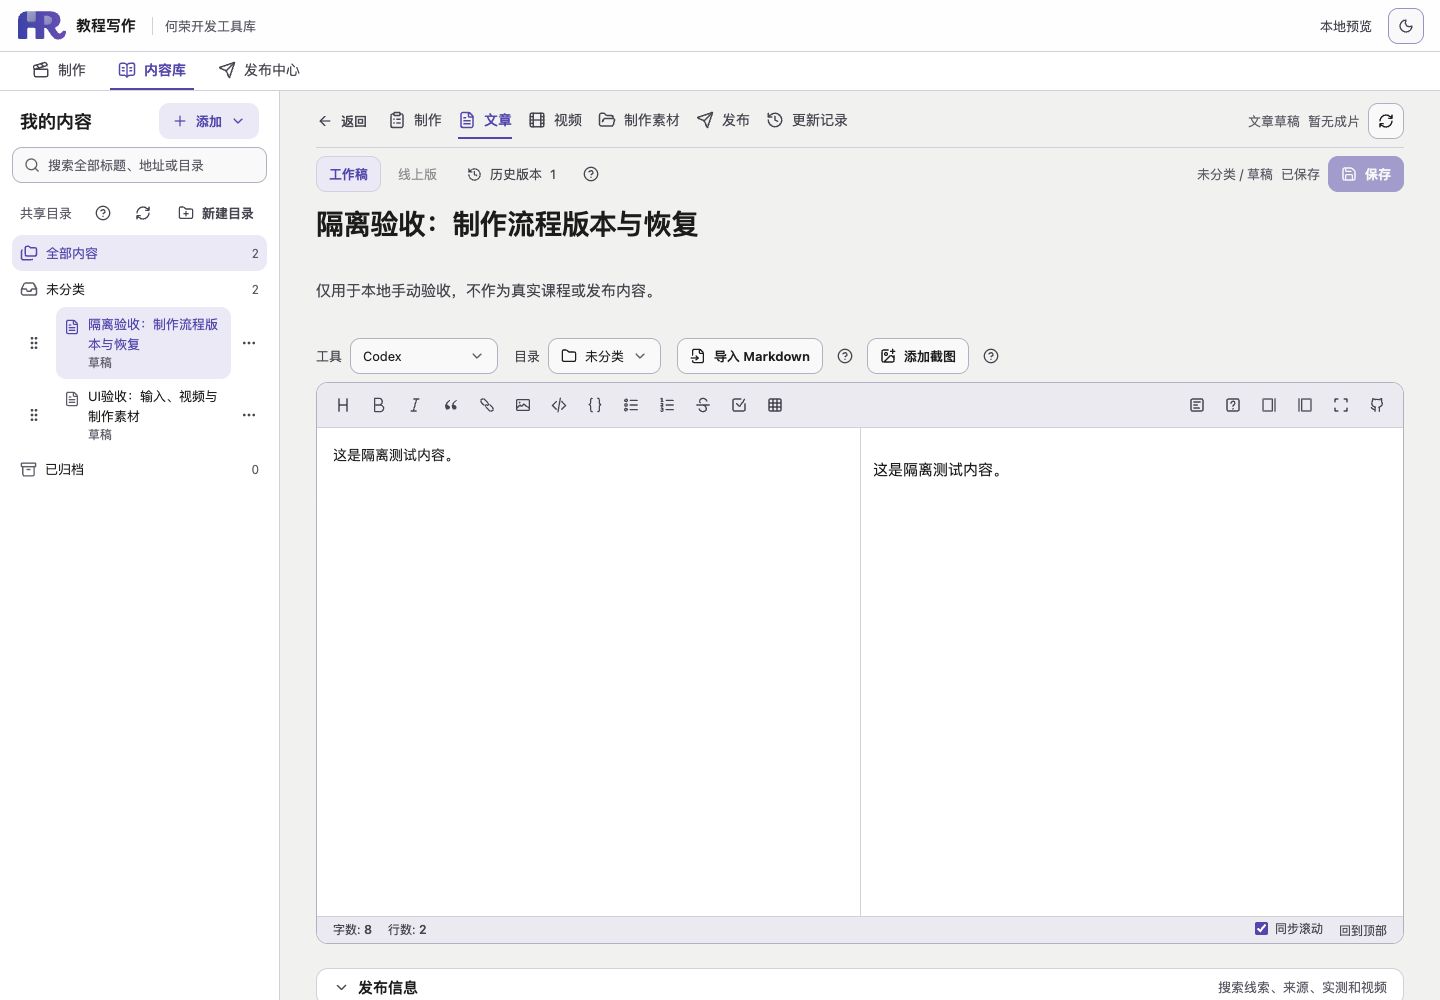 HR 教程写作 何荣开发工具库 本地预览
制作 内容库 发布中心
我的内容 添加
搜索全部标题、地址或目录
共享目录 新建目录
全部内容 2
未分类 2
隔离验收：制作流程版
本与恢复
草稿
UI验收：输入、视频与
制作素材
草稿
已归档 0
返回 制作 文章 视频 制作素材 发布 更新记录 文章草稿 暂无成片
工作稿 线上版 历史版本 1 未分类 / 草稿 已保存 保存
隔离验收：制作流程版本与恢复
仅用于本地手动验收，不作为真实课程或发布内容。
工具 Codex 目录 未分类 导入 Markdown 添加截图
这是隔离测试内容。
这是隔离测试内容。
字数: 8 行数: 2 同步滚动 回到顶部
发布信息 搜索线索、来源、实测和视频